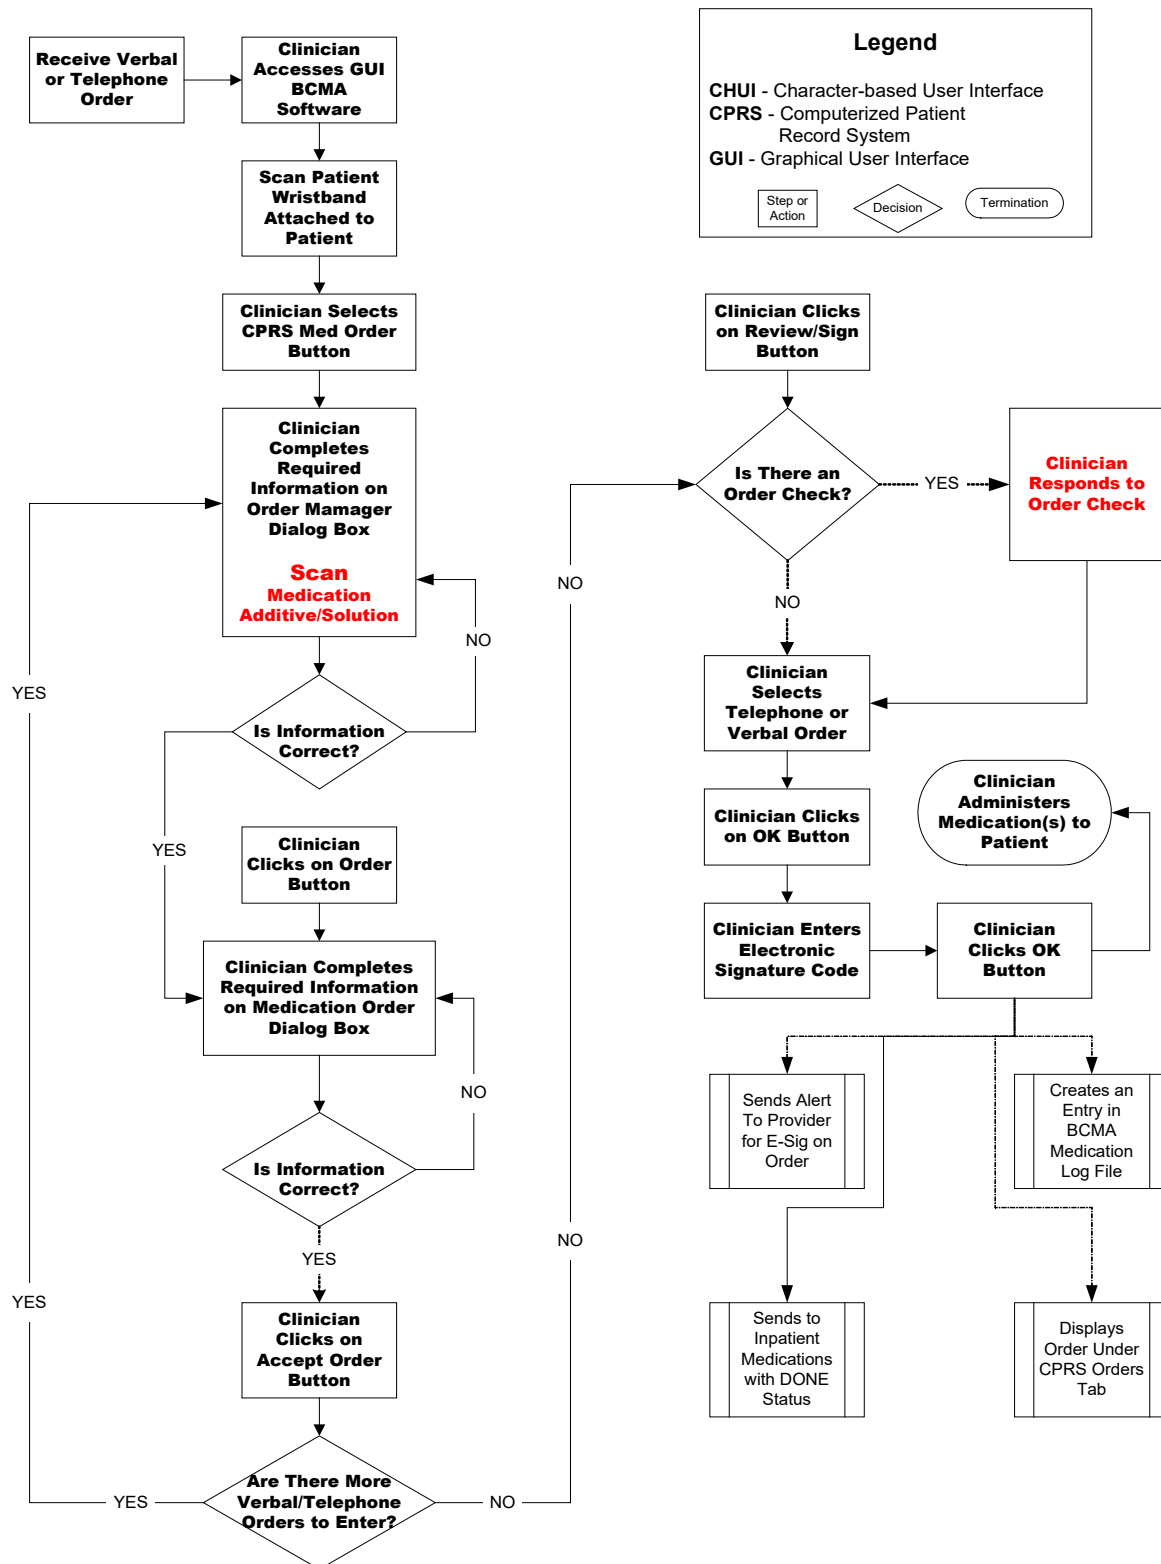 Receive Verbal
or Telephone
Order
Clinician
Accesses GUI
BCMA
Software
Scan Patient
Wristband
Attached to
Patient
Clinician Selects
CPRS Med Order
Button
Clinician
Completes
Required
Information on
Order Mamager
Dialog Box
Scan
Medication
Additive/Solution
NO
YES
Is Information
Correct?
YES
Clinician
Clicks on Order
Button
Clinician Completes
Required Information
on Medication Order
Dialog Box
NO
Is Information
Correct?
YES
YES
Clinician
Clicks on
Accept Order
Button
Are There More
Verbal/Telephone
Orders to Enter?
YES
NO
NO
NO
Legend
CHUI - Character-based User Interface
CPRS - Computerized Patient
Record System
GUI - Graphical User Interface
Step or
Action
Decision
Termination
Clinician Clicks
on Review/Sign
Button
Is There an
Order Check?
YES
Clinician
Responds to
Order Check
NO
Clinician
Selects
Telephone or
Verbal Order
Clinician Clicks
on OK Button
Clinician
Administers
Medication(s) to
Patient
Clinician Enters
Electronic
Signature Code
Clinician
Clicks OK
Button
Sends Alert
To Provider
for E-Sig on
Order
Creates an
Entry in
BCMA
Medication
Log File
Sends to
Inpatient
Medications
with DONE
Status
Displays
Order Under
CPRS Orders
Tab